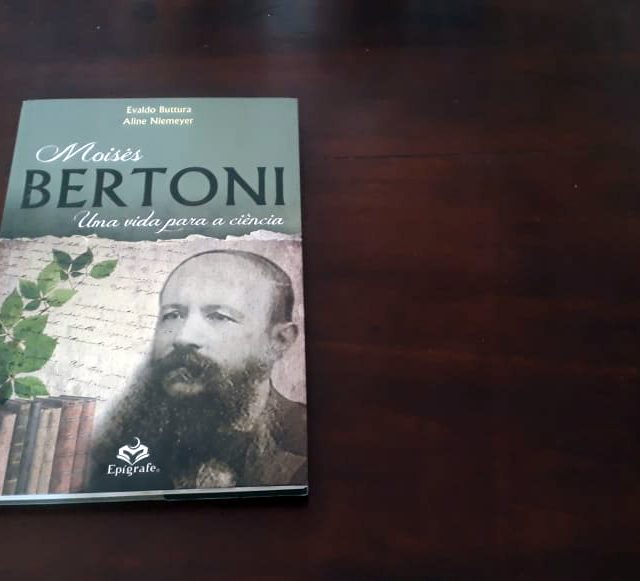 Evaldo Buttura
Aline Niemeyer
Moisés
BERTONI
Uma vida para a ciência
Epígrafe